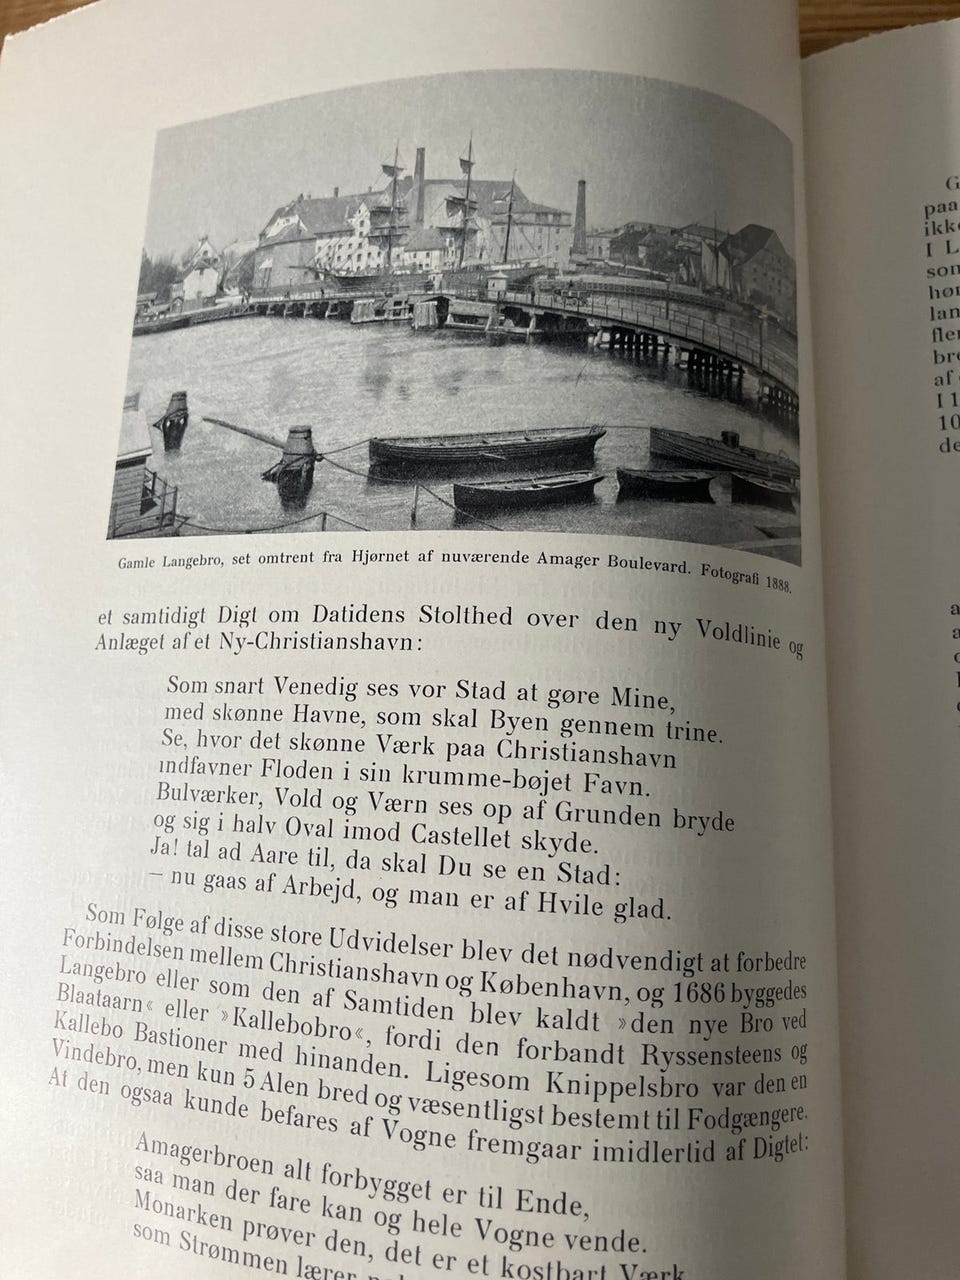 Gamle Langebro, set omtrent fra Hjørnet af nuværende Amager Boulevard. Fotografi 1888.
et samtidigt Digt om Datidens Stolthed over den ny Voldlinie og
Anlæget af et Ny-Christianshavn:
Som snart Venedig ses vor Stad at gøre Mine,
med skønne Havne, som skal Byen gennem trine.
Se, hvor det skønne Værk paa Christianshavn
indfavner Floden i sin krumme-bøjet Favn.
Bulværker, Vold og Værn ses op af Grunden bryde
og sig i halv Oval imod Castellet skyde.
Ja! tal ad Aare til, da skal Du se en Stad:
– nu gaas af Arbejd, og man er af Hvile glad.
Som Følge af disse store Udvidelser blev det nødvendigt at forbedre
Forbindelsen mellem Christianshavn og København, og 1686 byggedes
Langebro eller som den af Samtiden blev kaldt »den nye Bro ved
Blaataarn« eller »Kallebobro«, fordi den forbandt Ryssensteens og
Kallebo Bastioner med hinanden. Ligesom Knippelsbro var den en
Vindebro, men kun 5 Alen bred og væsentligst bestemt til Fodgængere.
At den ogsaa kunde befares af Vogne fremgaar imidlertid af Digtet:
Amagerbroen alt forbygget er til Ende,
saa man der fare kan og hele Vogne vende.
Monarken prøver den, det er et kostbart Værk
som Strømmen lærer
paa
I 1
10